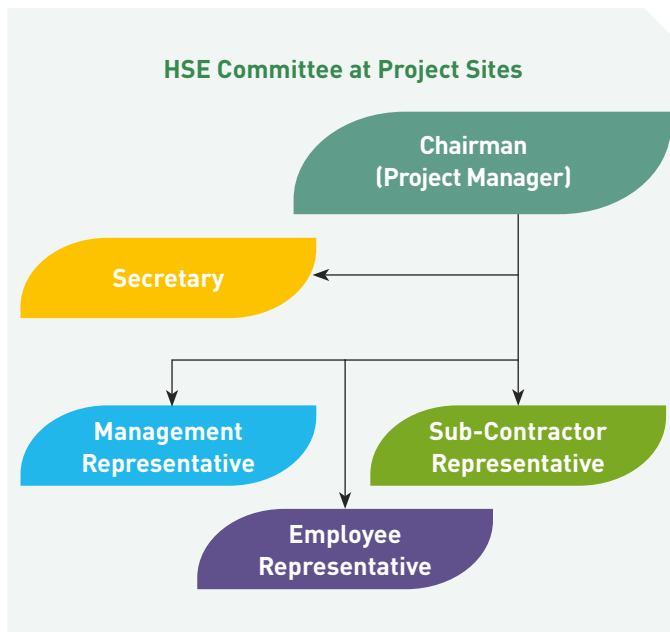 HSE Committee at Project Sites
Chairman
(Project Manager)
Secretary
Management
Representative
Sub-Contractor
Representative
Employee
Representative